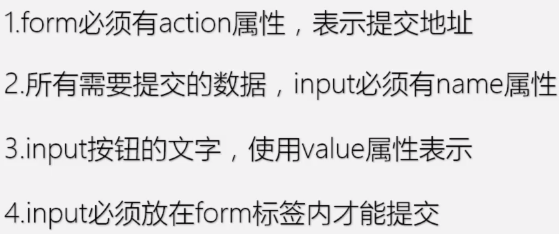 1.form必须有action属性，表示提交地址
2.所有需要提交的数据，input必须有name属性
3.input按钮的文字，使用value属性表示
4.input必须放在form标签内才能提交